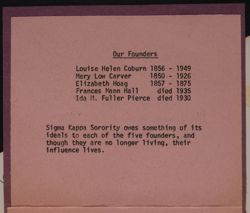 Our Founders
Louise Helen Coburn 1856 - 1949
Mary Low Carver 1850 - 1926
Elizabeth Hoag 1857 - 1875
Frances Mann Hall died 1935
Ida M. Fuller Pierce died 1930
Sigma Kappa Sorority owes something of its
ideals to each of the five founders, and
though they are no longer living, their
influence lives.